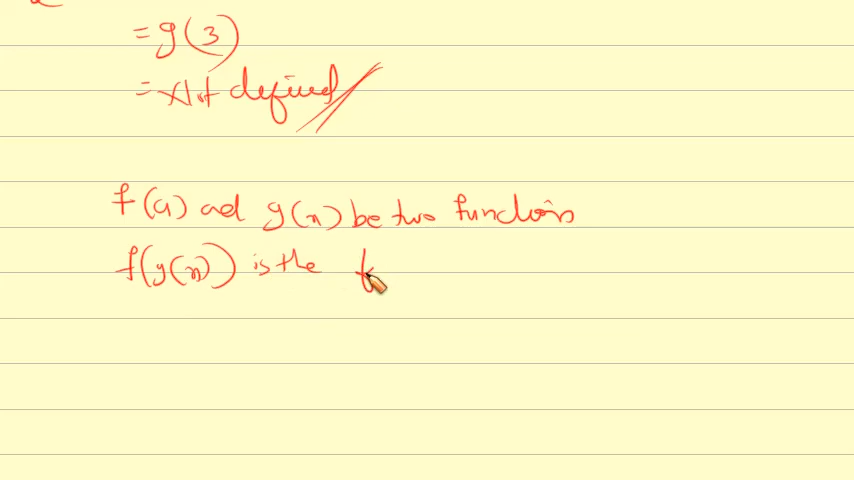 = g(3)
= Not defined
f(x) and g(x) be two functions
f(g(x)) is the f